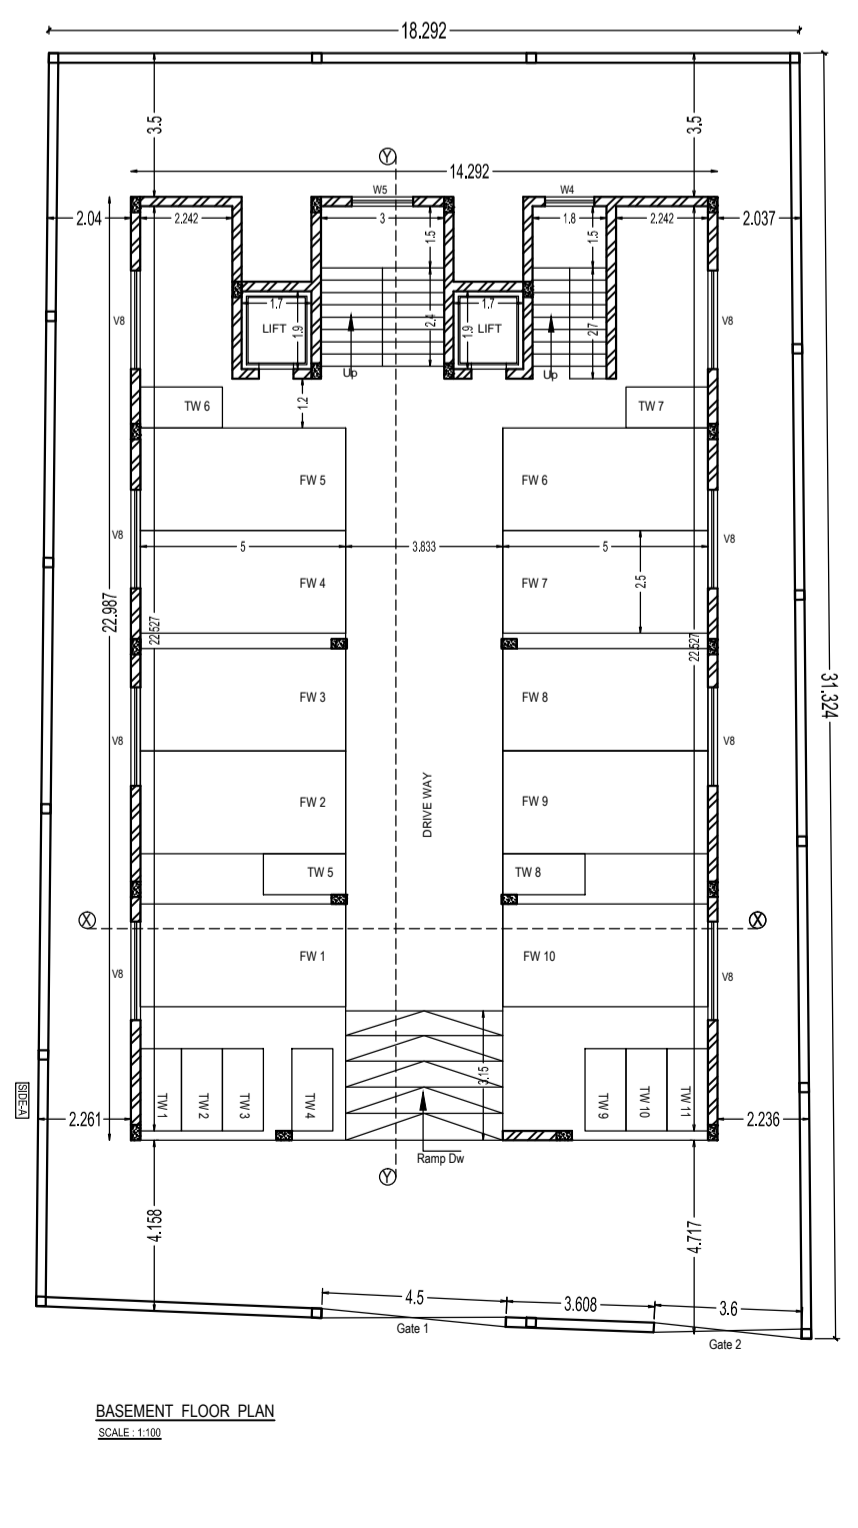 18.292
3.5
3.5
Y
14.292
W5
W4
2.04
2.242
3
1.8
2.242
2.037
1.5
1.5
1.7
1.7
V8
LIFT
1.9
2.4
LIFT
1.9
2.7
V8
Up
Up
TW 6
1.2
TW 7
FW 5
FW 6
V8
V8
5
3.833
5
FW 4
FW 7
2.5
22.987
22.527
22.527
31.324
FW 3
FW 8
V8
V8
FW 2
DRIVE WAY
FW 9
TW 5
TW 8
X
X
FW 1
FW 10
V8
V8
3.15
SIDE-A
2.261
TW 1
TW 2
TW 3
TW 4
TW 9
TW 10
TW 11
2.236
Ramp Dw
Y
4.158
4.717
4.5
3.608
3.6
Gate 1
Gate 2
BASEMENT FLOOR PLAN
SCALE : 1:100